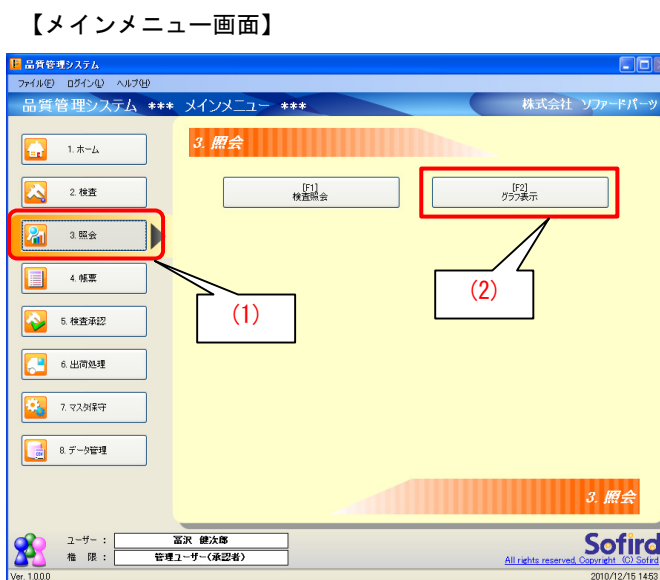 【メインメニュー画面】
品質管理システム
ファイル(F) ログイン(L) ヘルプ(H)
品質管理システム *** メインメニュー *** 株式会社 ソファードパーツ
1. ホーム
2. 検査
3. 照会
4. 帳票
5. 検査承認
6. 出荷処理
7. マスタ保守
8. データ管理
3. 照会
[F1]
検査照会
[F2]
グラフ表示
(1)
(2)
3. 照会
ユーザー : 冨沢 健次郎
権 限 : 管理ユーザー(承認者)
Sofird
All rights reserved, Copyright (C) Sofird
Ver. 1.0.0.0 2010/12/15 14:53